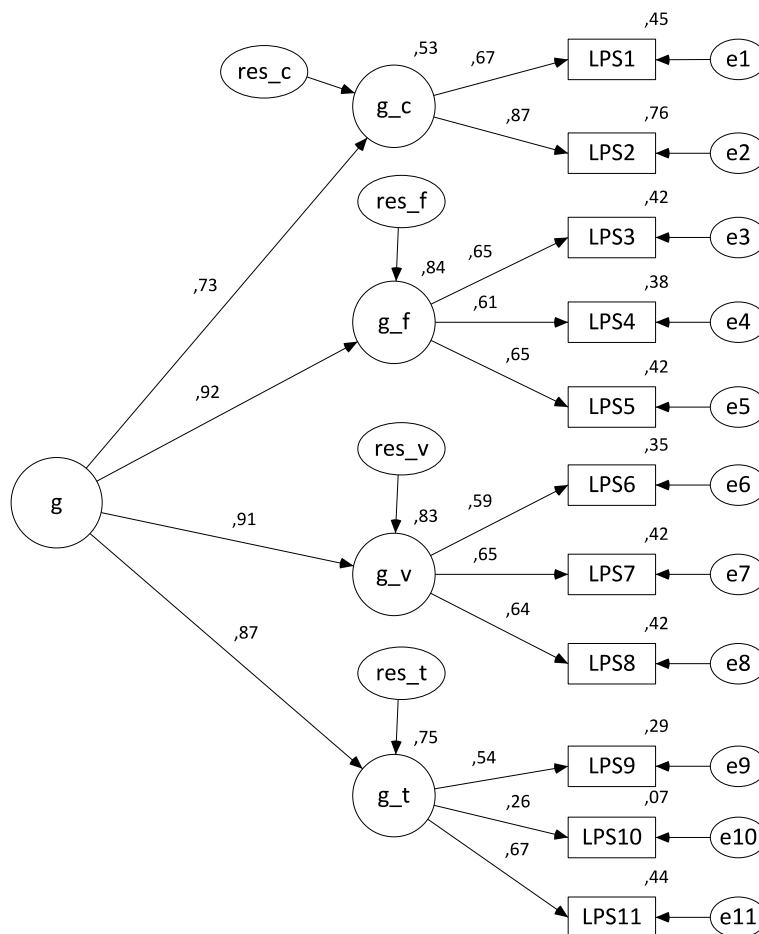 ,45
,53
,67
LPS1
e1
res_c
g_c
,76
,87
LPS2
e2
res_f
,42
LPS3
e3
,65
,84
,73
,38
,61
g_f
LPS4
e4
,92
,42
,65
LPS5
e5
res_v
,35
LPS6
e6
,59
g
,83
,91
,42
,65
g_v
LPS7
e7
,42
,64
LPS8
e8
,87
res_t
,29
,75
,54
LPS9
e9
g_t
,07
,26
LPS10
e10
,67
,44
LPS11
e11